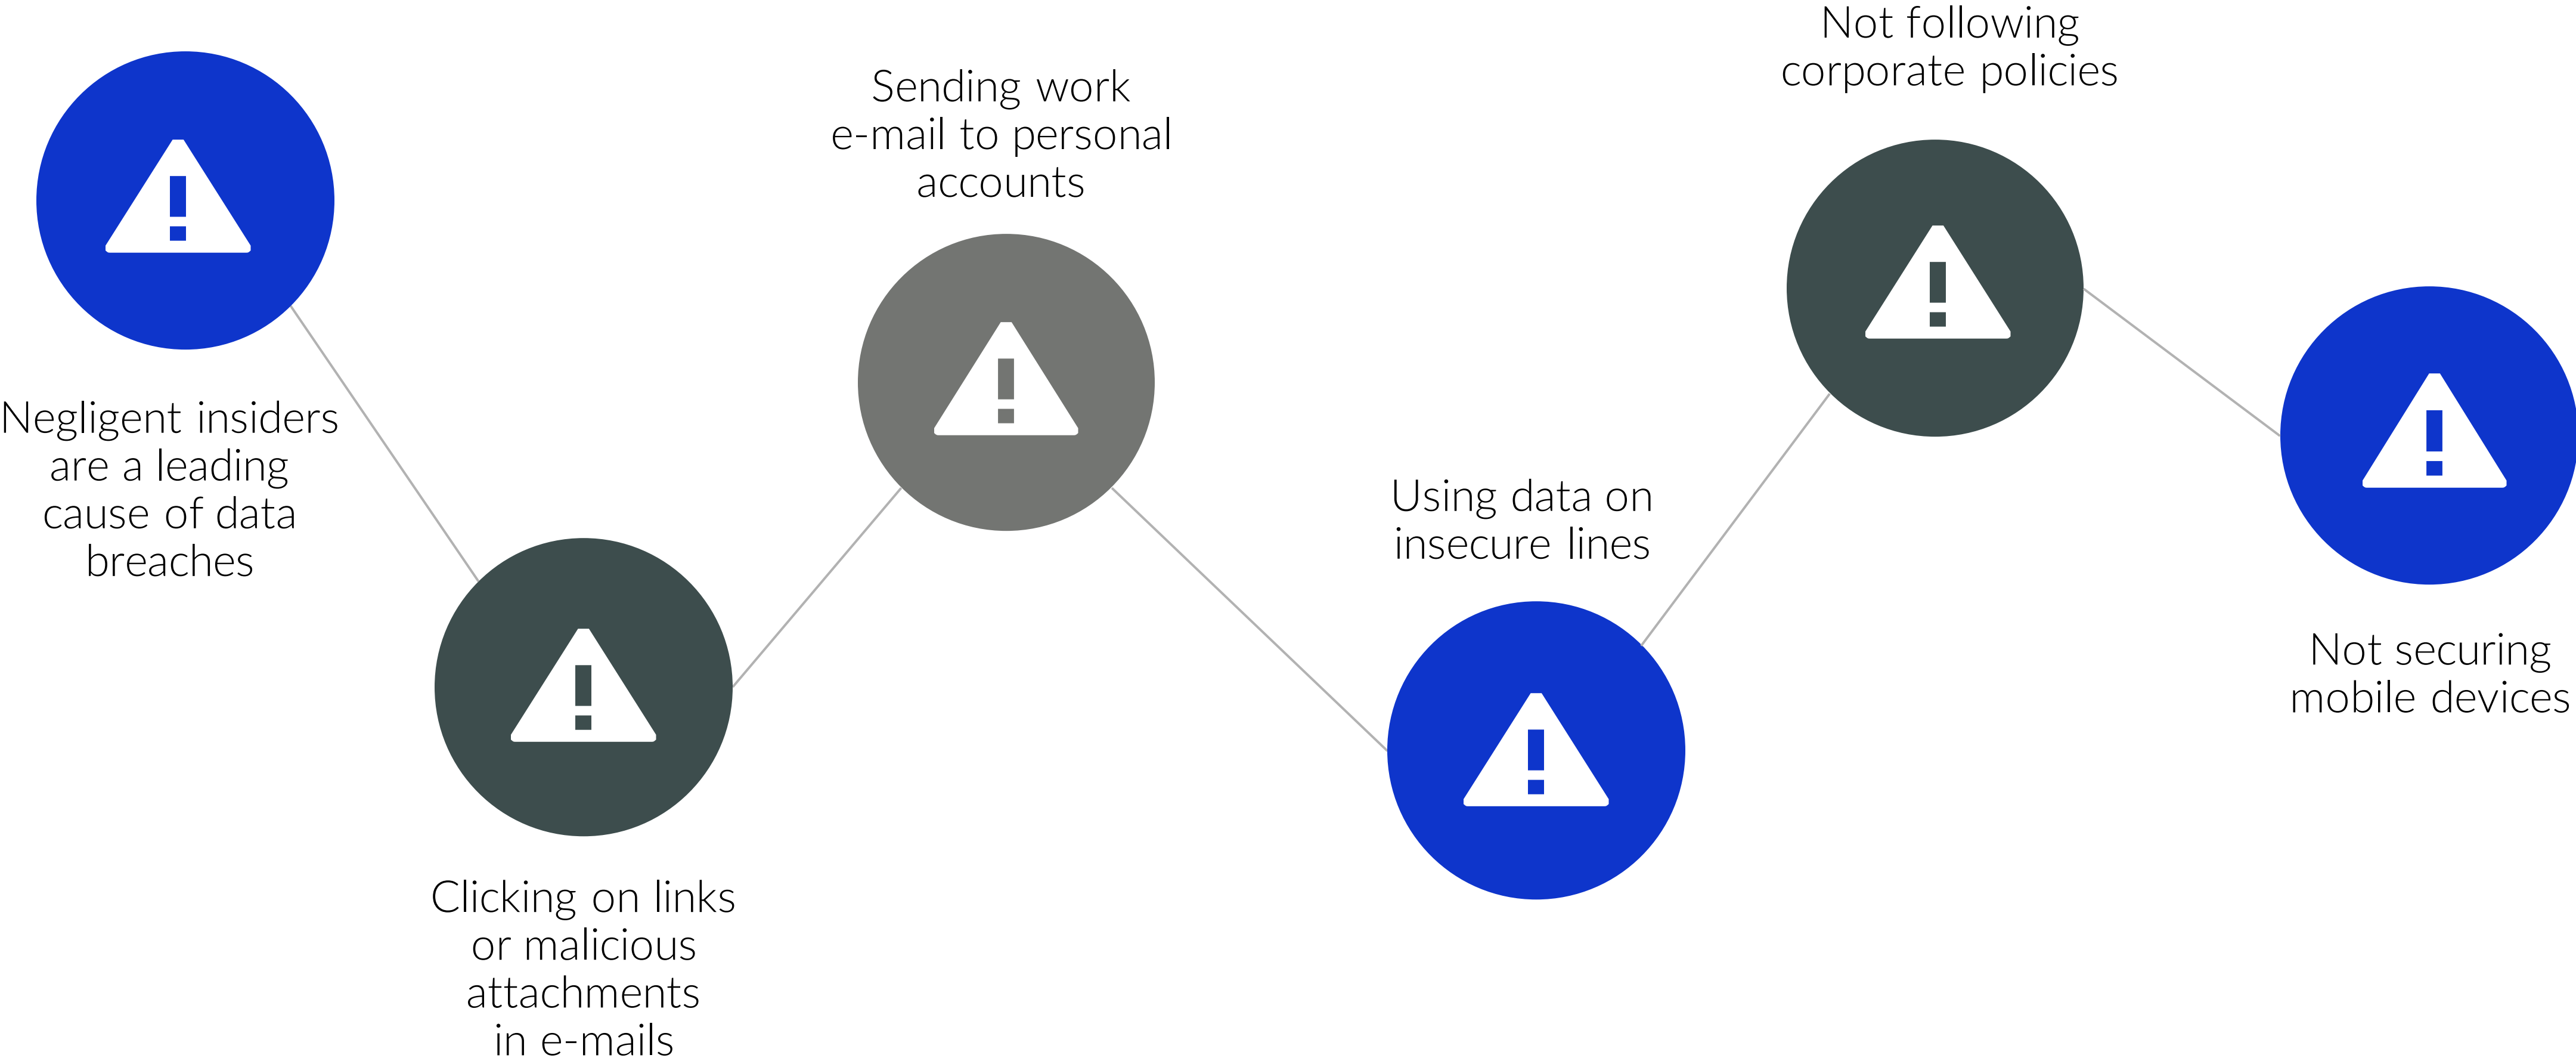 Negligent insiders
are a leading
cause of data
breaches
Clicking on links
or malicious
attachments
in e-mails
Sending work
e-mail to personal
accounts
Using data on
insecure lines
Not following
corporate policies
Not securing
mobile devices